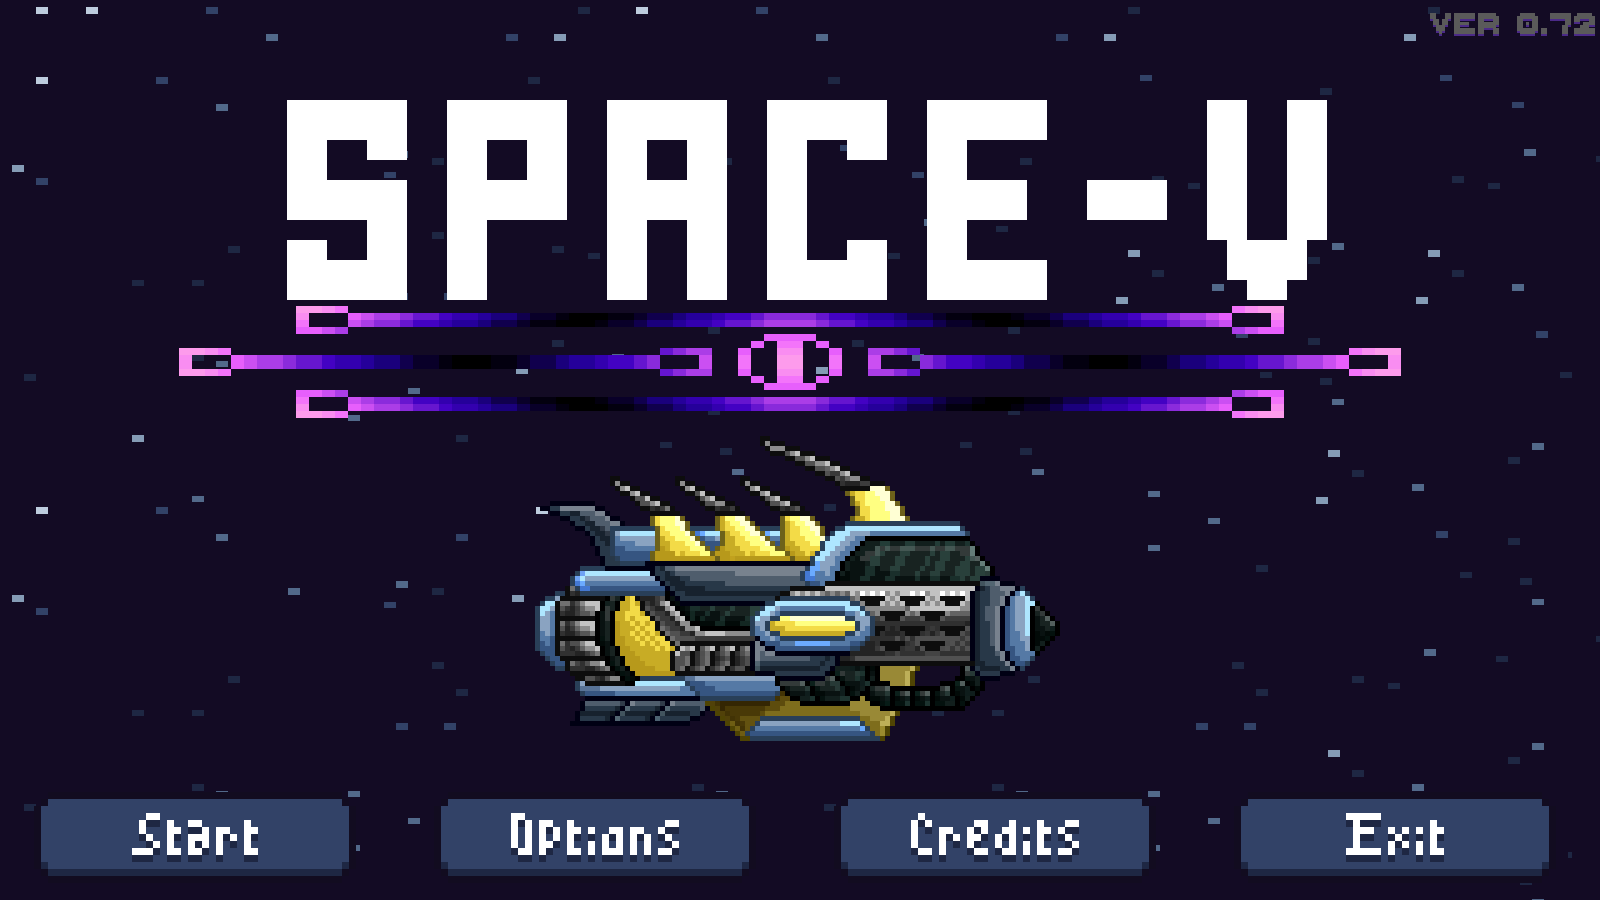 VER 0.72
SPACE-V
Start
Options
Credits
Exit